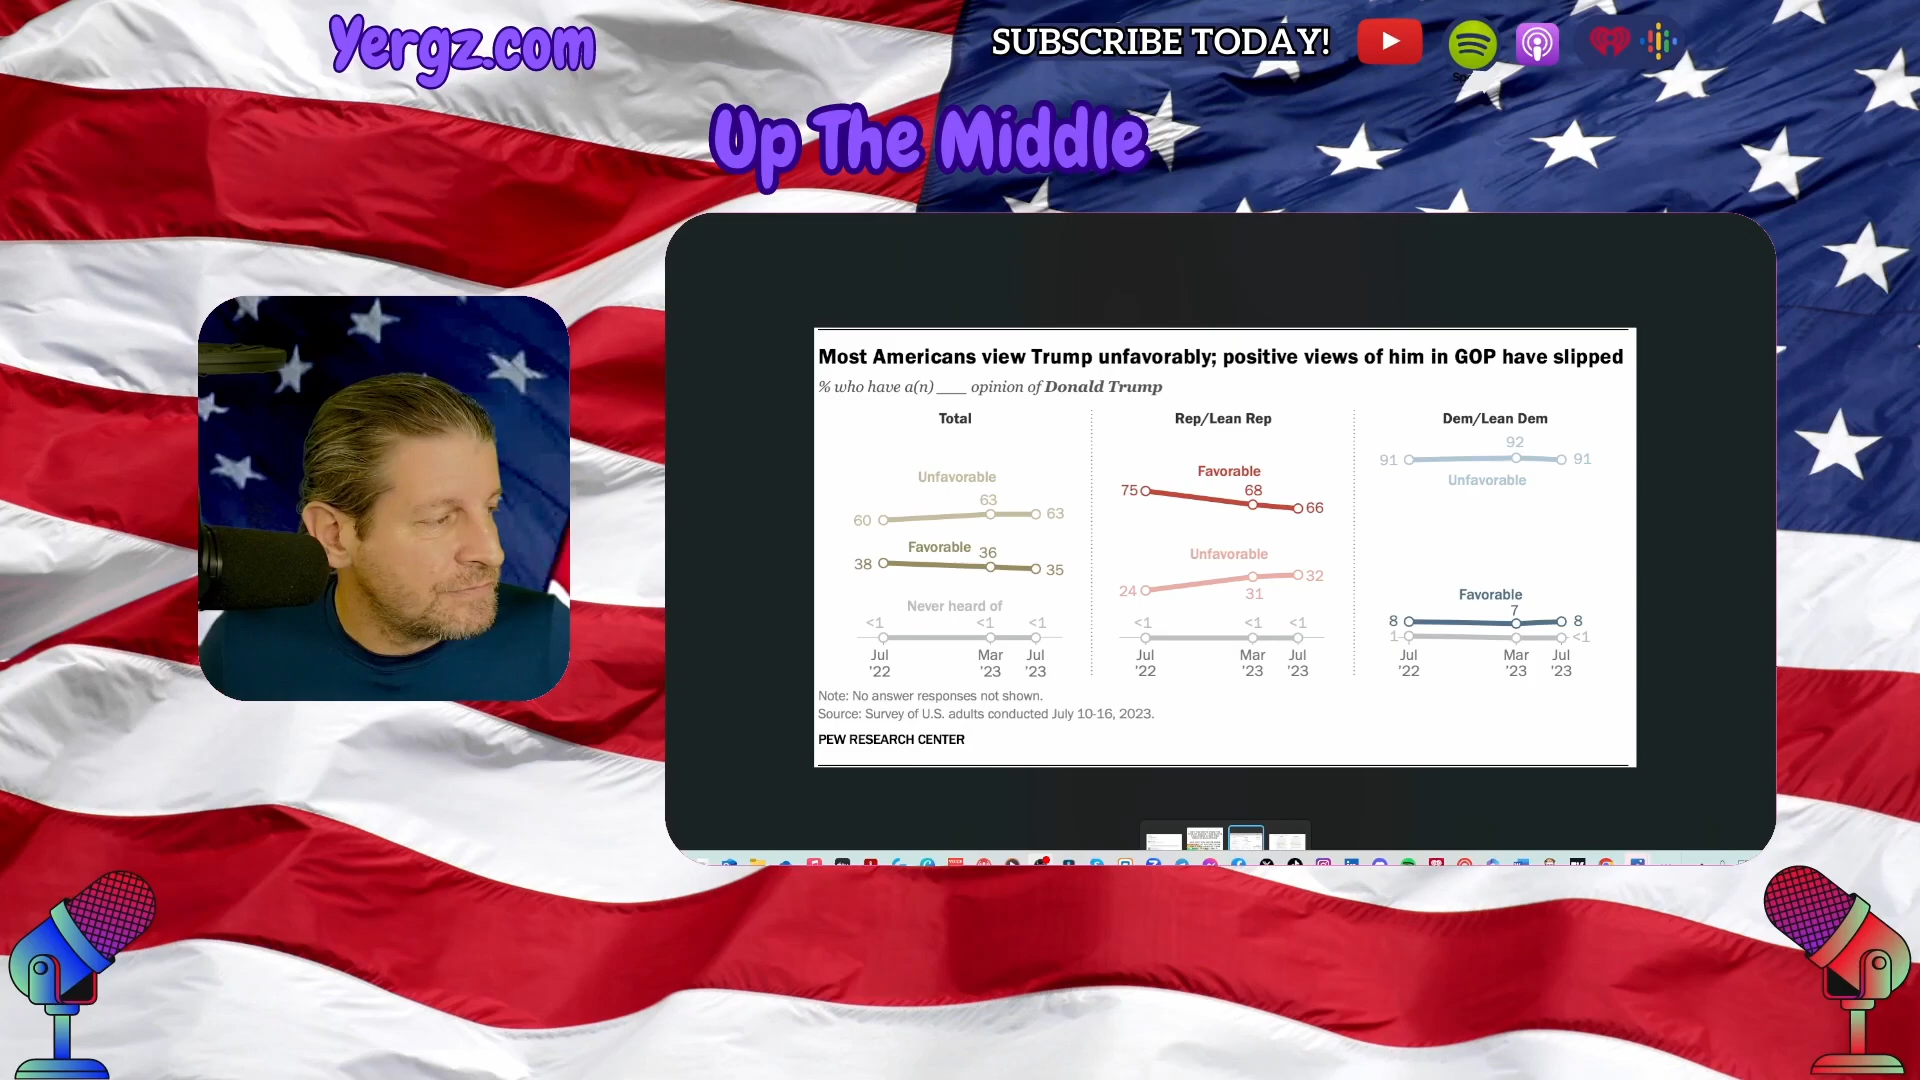 Yergz.com
SUBSCRIBE TODAY!
Up The Middle
Most Americans view Trump unfavorably; positive views of him in GOP have slipped
% who have a(n) ____ opinion of Donald Trump
Total
Unfavorable
60 63 63
Favorable
38 36 35
Never heard of
<1 <1 <1
Jul '22 Mar '23 Jul '23
Rep/Lean Rep
Favorable
75 68 66
Unfavorable
24 31 32
<1 <1 <1
Jul '22 Mar '23 Jul '23
Dem/Lean Dem
91 92 91
Unfavorable
Favorable
8 7 8
1 <1
Jul '22 Mar '23 Jul '23
Note: No answer responses not shown.
Source: Survey of U.S. adults conducted July 10-16, 2023.
PEW RESEARCH CENTER